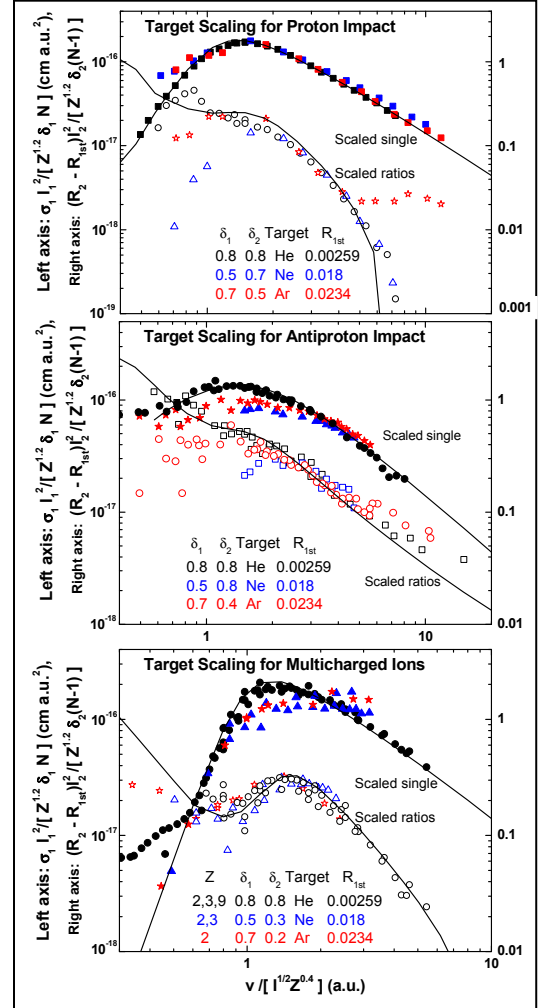 Target Scaling for Proton Impact
Left axis: σ₁ I₁²/[ Z¹·² δ₁ N ] (cm a.u.²),
Right axis: (R₂ - R₁ₛₜ)I₂²/[ Z¹·² δ₂(N-1) ]
10⁻¹⁶
10⁻¹⁷
10⁻¹⁸
10⁻¹⁹
1
0.1
0.01
0.001
Scaled single
Scaled ratios
δ₁ δ₂ Target R₁ₛₜ
0.8 0.8 He 0.00259
0.5 0.7 Ne 0.018
0.7 0.5 Ar 0.0234
Target Scaling for Antiproton Impact
Left axis: σ₁ I₁²/[ Z¹·² δ₁ N ] (cm a.u.²),
Right axis: (R₂ - R₁ₛₜ)I₂²/[ Z¹·² δ₂(N-1) ]
10⁻¹⁶
10⁻¹⁷
10⁻¹⁸
1
0.1
0.01
Scaled single
Scaled ratios
δ₁ δ₂ Target R₁ₛₜ
0.8 0.8 He 0.00259
0.5 0.8 Ne 0.018
0.7 0.4 Ar 0.0234
1 10
Target Scaling for Multicharged Ions
Left axis: σ₁ I₁²/[ Z¹·² δ₁ N ] (cm a.u.²),
Right axis: (R₂ - R₁ₛₜ)I₂²/[ Z¹·² δ₂(N-1) ]
10⁻¹⁶
10⁻¹⁷
10⁻¹⁸
1
0.1
0.01
Scaled single
Scaled ratios
Z δ₁ δ₂ Target R₁ₛₜ
2,3,9 0.8 0.8 He 0.00259
2,3 0.5 0.3 Ne 0.018
2 0.7 0.2 Ar 0.0234
1 10
v /[ I^1/2 Z^0.4 ] (a.u.)